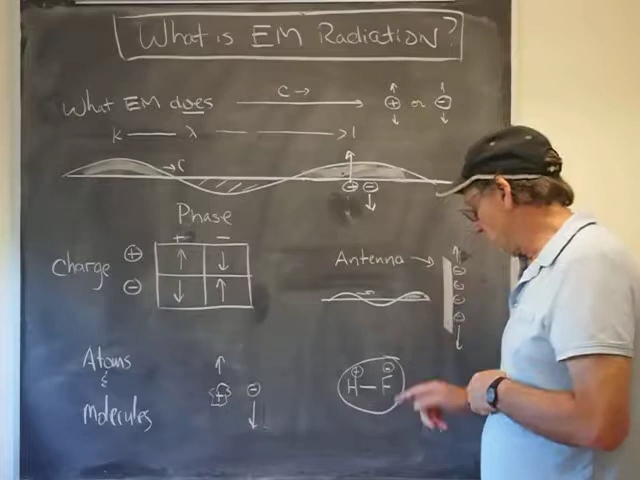 What is EM Radiation?
What EM does C → ⊕ or ⊖
|< λ >|
→ C
⊕ ⊖ ↓
Phase
+ −
Charge ⊕ ↑ ↓
⊖ ↓ ↑
Antenna →
Atoms
&
Molecules
+ ⊖
⊕ ⊖
H – F